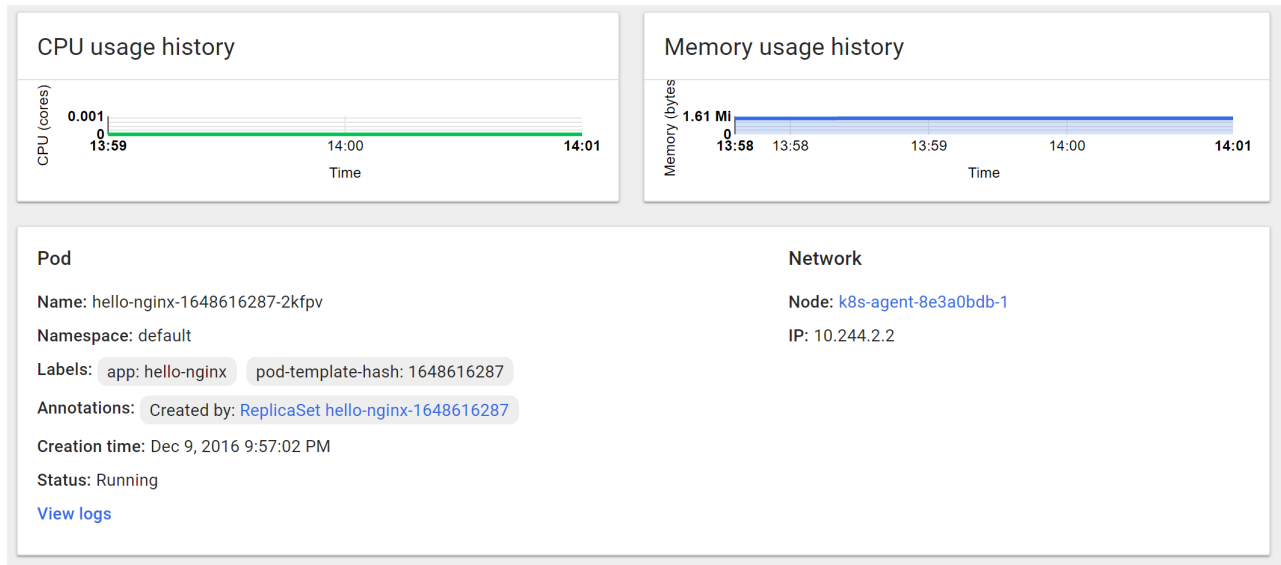 CPU usage history
CPU (cores)
0.001
0
13:59 14:00 14:01
Time
Memory usage history
Memory (bytes
1.61 Mi
0
13:58 13:58 13:59 14:00 14:01
Time
Pod
Name: hello-nginx-1648616287-2kfpv
Namespace: default
Labels: app: hello-nginx pod-template-hash: 1648616287
Annotations: Created by: ReplicaSet hello-nginx-1648616287
Creation time: Dec 9, 2016 9:57:02 PM
Status: Running
View logs
Network
Node: k8s-agent-8e3a0bdb-1
IP: 10.244.2.2